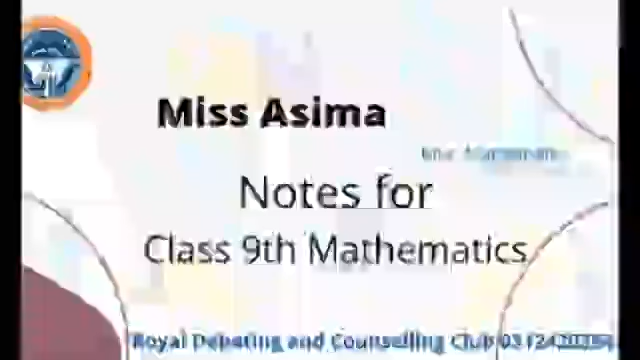 Miss Asima
Notes for
Class 9th Mathematics
Royal Debating and Counselling Club